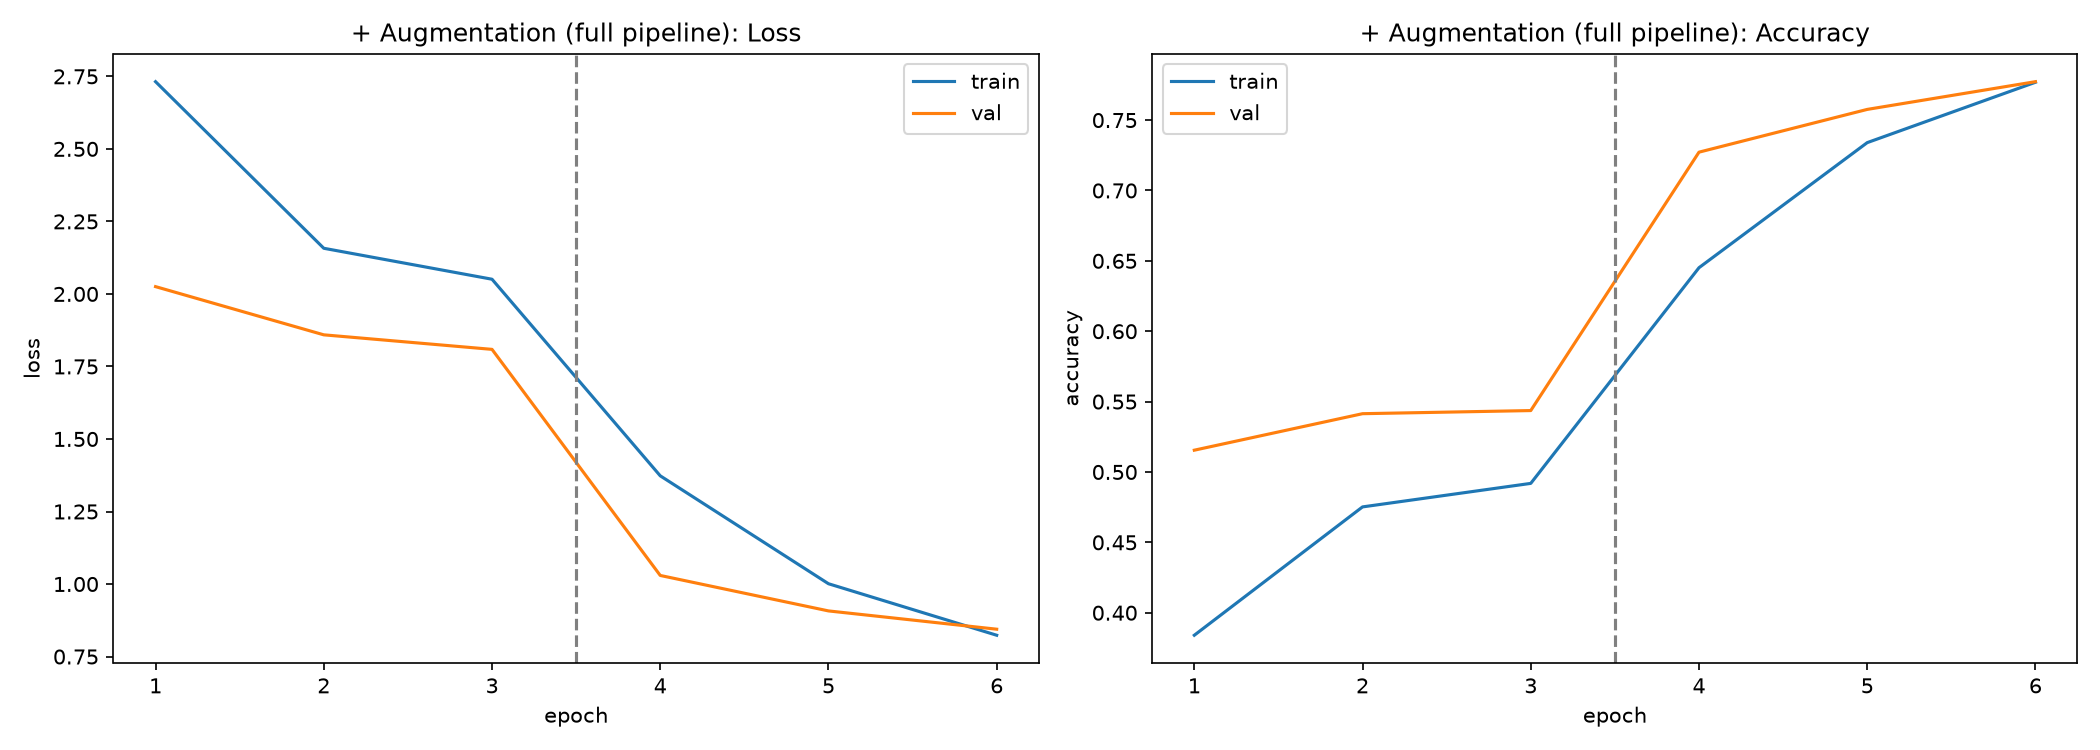 + Augmentation (full pipeline): Loss
2.75
2.50
2.25
2.00
1.75
1.50
1.25
1.00
0.75
loss
train
val
1 2 3 4 5 6
epoch
+ Augmentation (full pipeline): Accuracy
0.75
0.70
0.65
0.60
0.55
0.50
0.45
0.40
accuracy
train
val
1 2 3 4 5 6
epoch